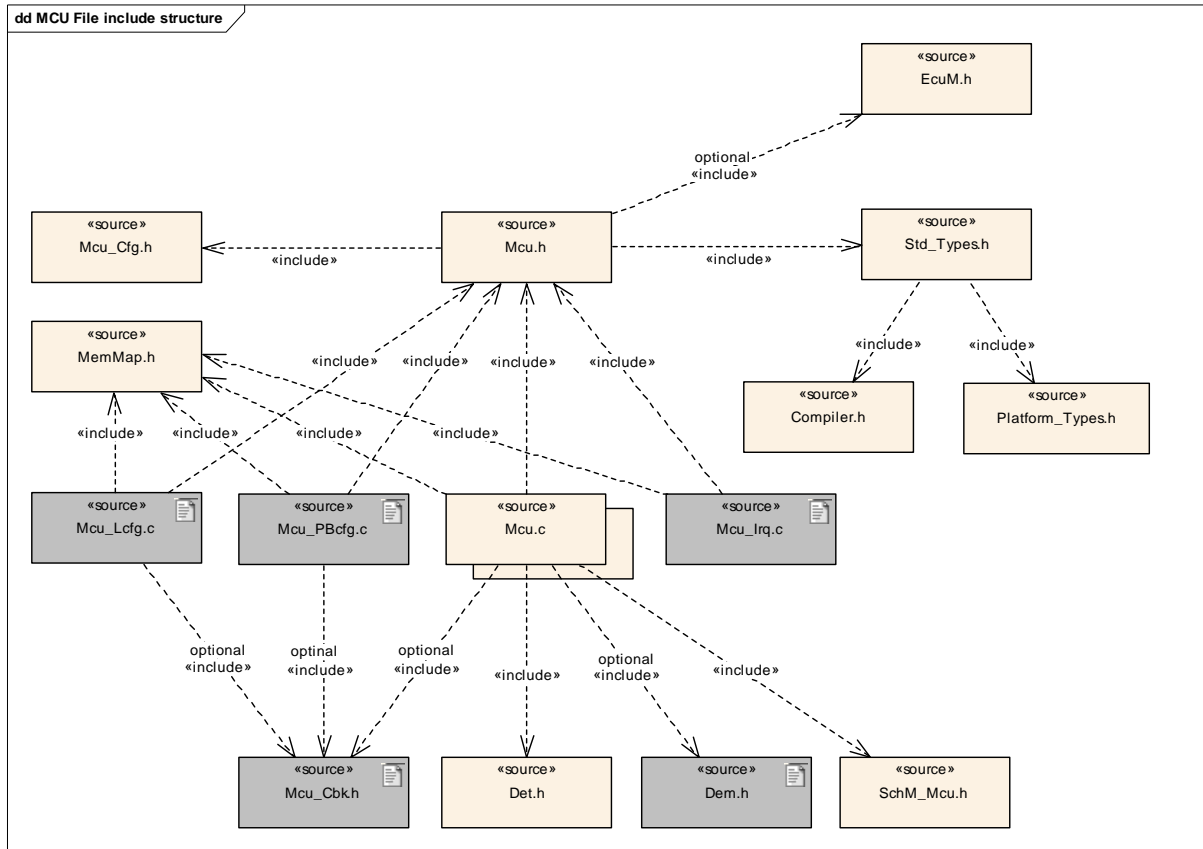 dd MCU File include structure
«source»
EcuM.h
optional
«include»
«source»
Mcu_Cfg.h
«include»
«source»
Mcu.h
«include»
«source»
Std_Types.h
«source»
MemMap.h
«include»
«include»
«include»
«include»
«include»
«include»
«source»
Compiler.h
«source»
Platform_Types.h
«include»
«include»
«include»
«include»
«source»
Mcu_Lcfg.c
«source»
Mcu_PBcfg.c
«source»
Mcu.c
«source»
Mcu_Irq.c
optional
«include»
optinal
«include»
optional
«include»
«include»
optional
«include»
«include»
«source»
Mcu_Cbk.h
«source»
Det.h
«source»
Dem.h
«source»
SchM_Mcu.h